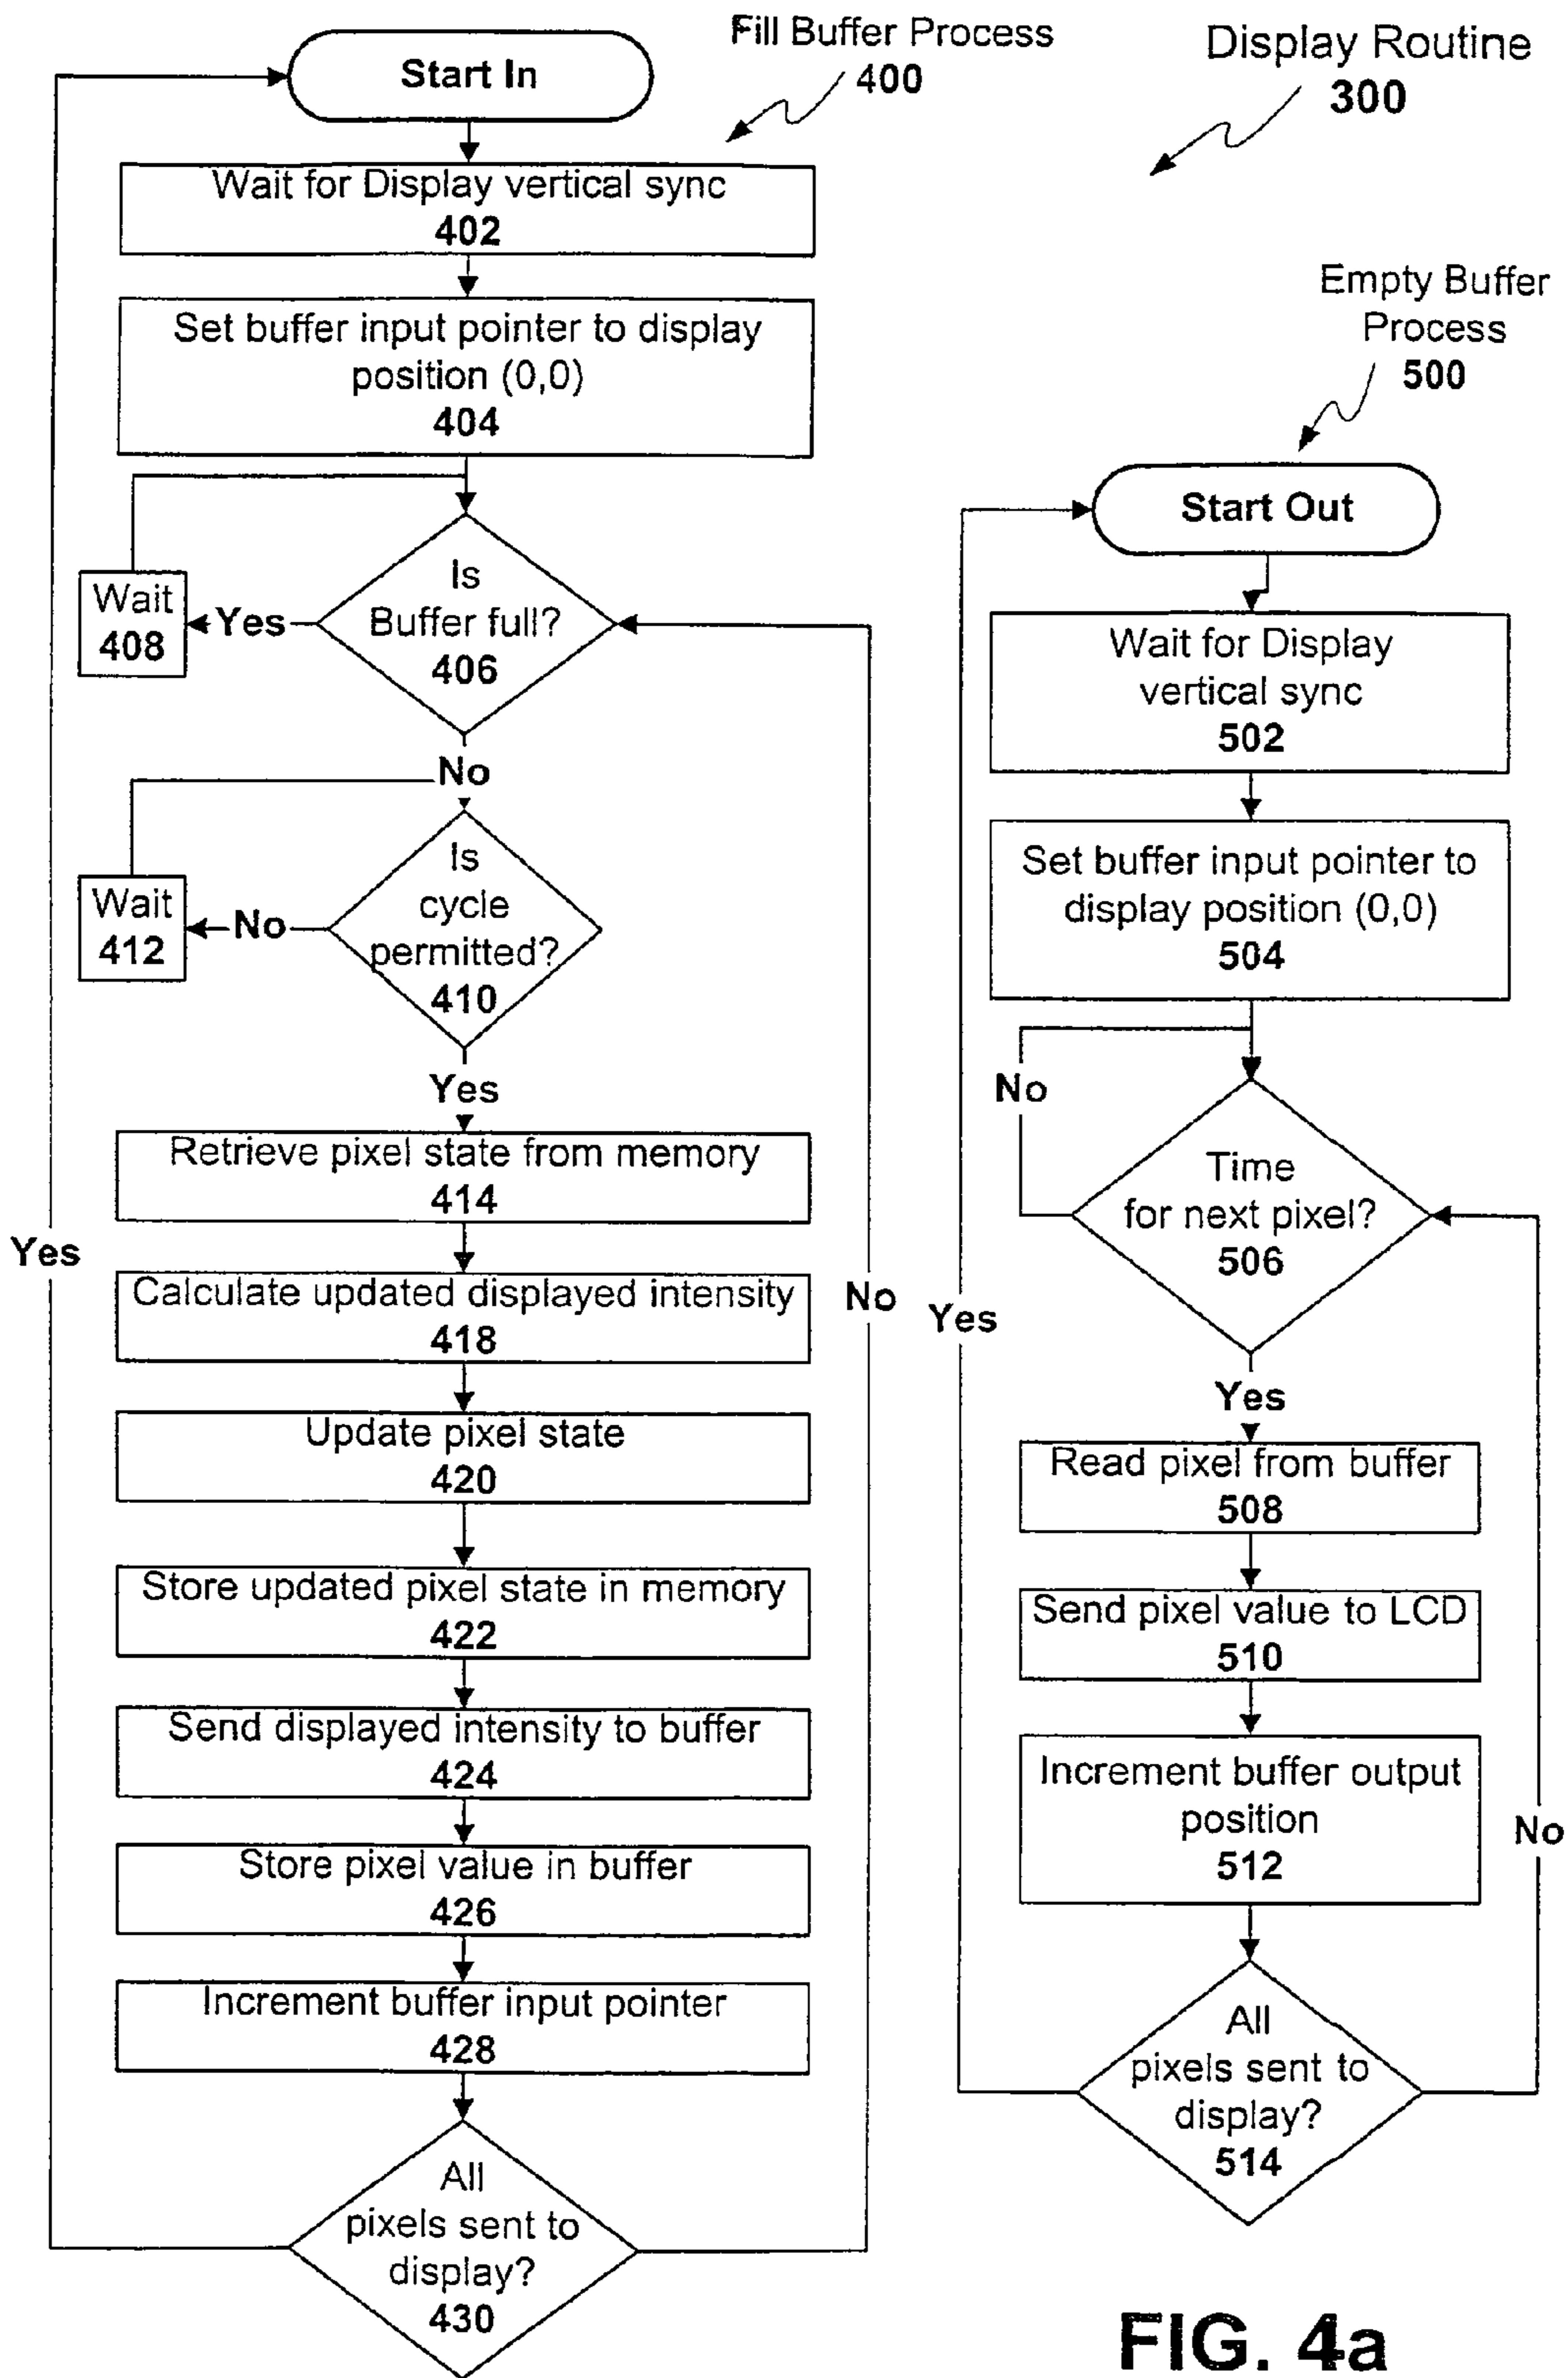 Start In
Fill Buffer Process
400
Display Routine
300
Wait for Display vertical sync
402
Set buffer input pointer to display
position (0,0)
404
Is
Buffer full?
406
Yes
Wait
408
No
Is
cycle
permitted?
410
No
Wait
412
Yes
Retrieve pixel state from memory
414
Calculate updated displayed intensity
418
Update pixel state
420
Store updated pixel state in memory
422
Send displayed intensity to buffer
424
Store pixel value in buffer
426
Increment buffer input pointer
428
All
pixels sent to
display?
430
Yes
No
Empty Buffer
Process
500
Start Out
Wait for Display
vertical sync
502
Set buffer input pointer to
display position (0,0)
504
No
Time
for next pixel?
506
Yes
Yes
Read pixel from buffer
508
Send pixel value to LCD
510
Increment buffer output
position
512
No
All
pixels sent to
display?
514
FIG. 4a